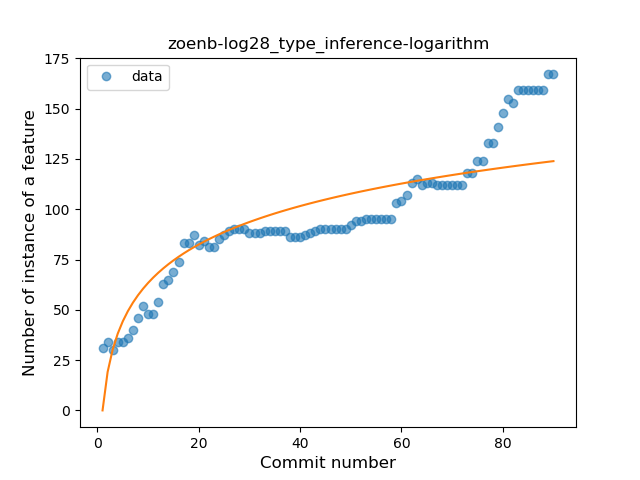 zoenb-log28_type_inference-logarithm
data
Number of instance of a feature
175
150
125
100
75
50
25
0
0 20 40 60 80
Commit number